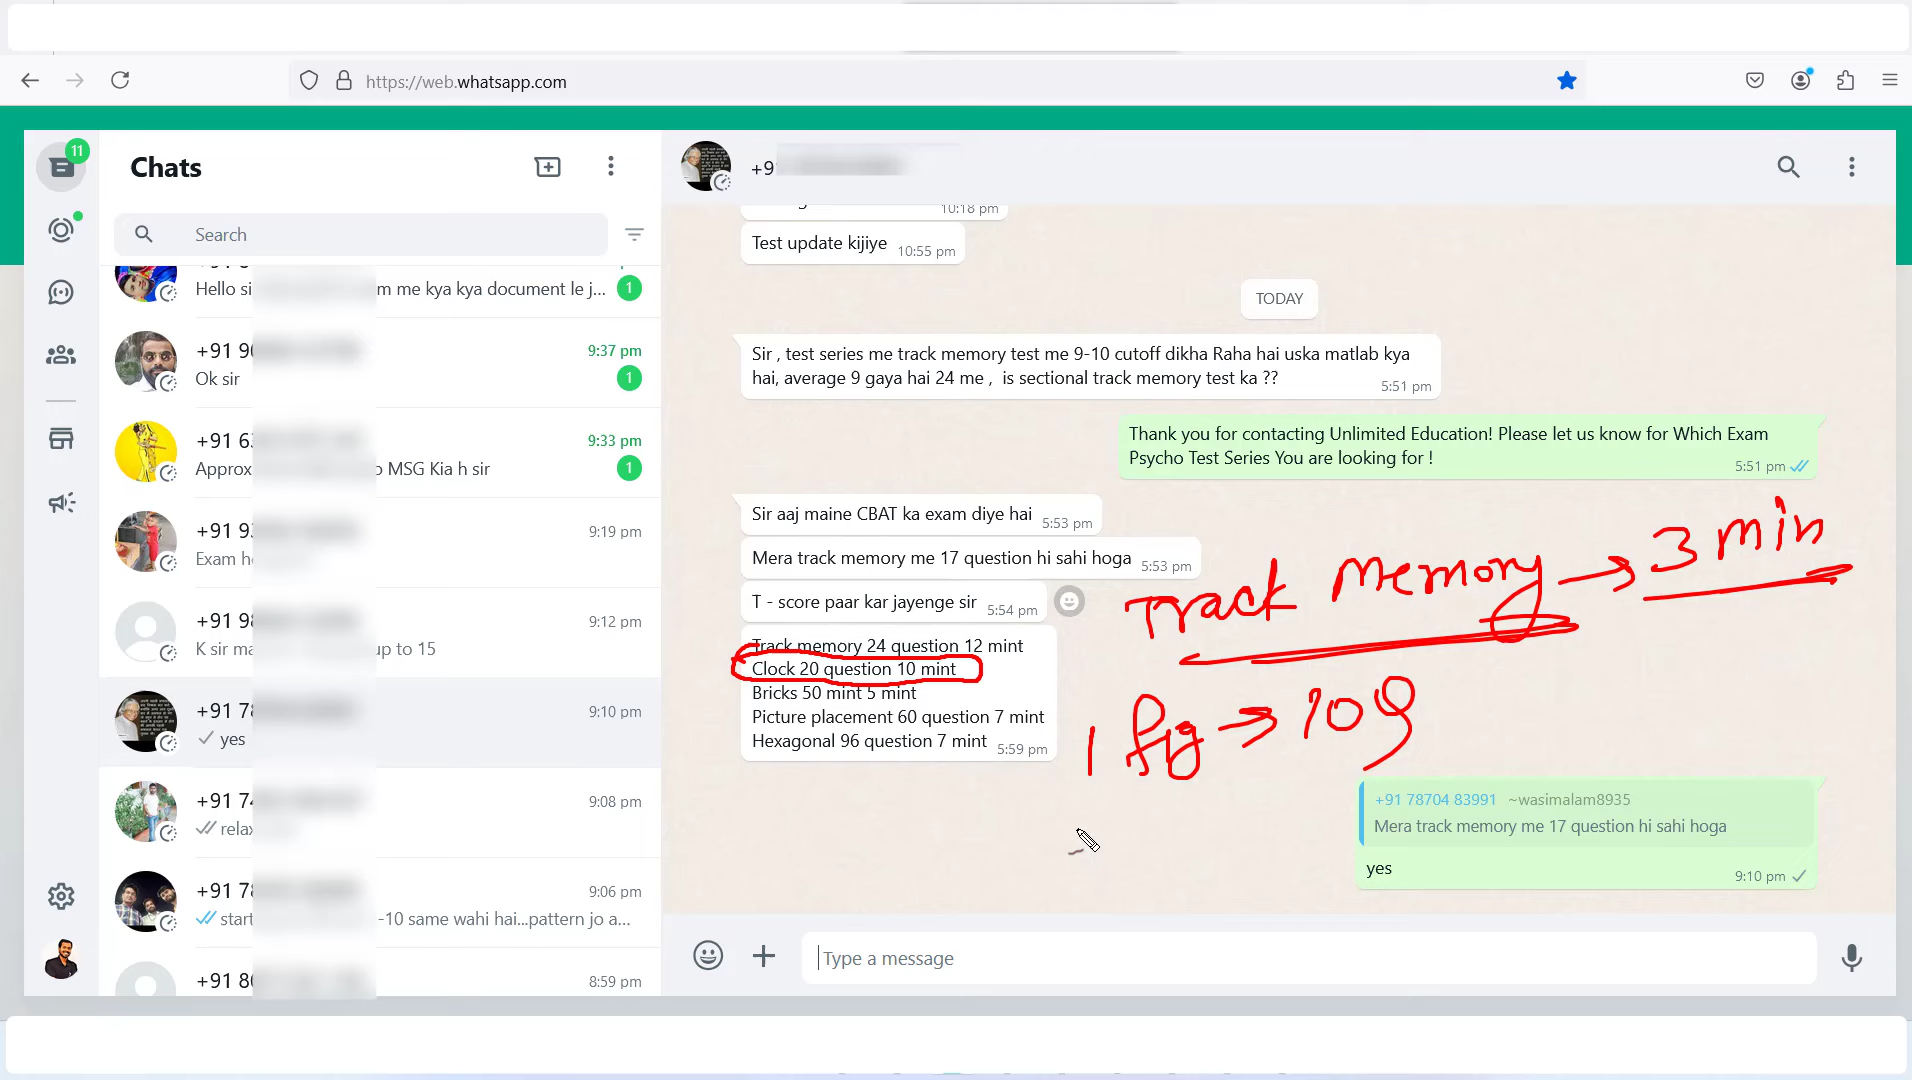 https://web.whatsapp.com
11
Chats
+9
Search
10:18 pm
Test update kijiye 10:55 pm
Hello si m me kya kya document le j... 1
TODAY
+91 9 9:37 pm
Ok sir 1
Sir , test series me track memory test me 9-10 cutoff dikha Raha hai uska matlab kya
hai, average 9 gaya hai 24 me , is sectional track memory test ka ?? 5:51 pm
+91 6 9:33 pm
Approx MSG Kia h sir 1
Thank you for contacting Unlimited Education! Please let us know for Which Exam
Psycho Test Series You are looking for ! 5:51 pm
+91 9 9:19 pm
Exam h
Sir aaj maine CBAT ka exam diye hai 5:53 pm
Mera track memory me 17 question hi sahi hoga 5:53 pm
T - score paar kar jayenge sir 5:54 pm
Track memory → 3 min
+91 9 9:12 pm
K sir ma up to 15
Track memory 24 question 12 mint
Clock 20 question 10 mint
Bricks 50 mint 5 mint
Picture placement 60 question 7 mint
Hexagonal 96 question 7 mint 5:59 pm
1 fig → 10
+91 7 9:10 pm
yes
+91 7 9:08 pm
relax
+91 78704 83991 ~wasimalam8935
Mera track memory me 17 question hi sahi hoga
yes
9:10 pm
+91 7 9:06 pm
start -10 same wahi hai...pattern jo a...
+91 8 8:59 pm
Type a message